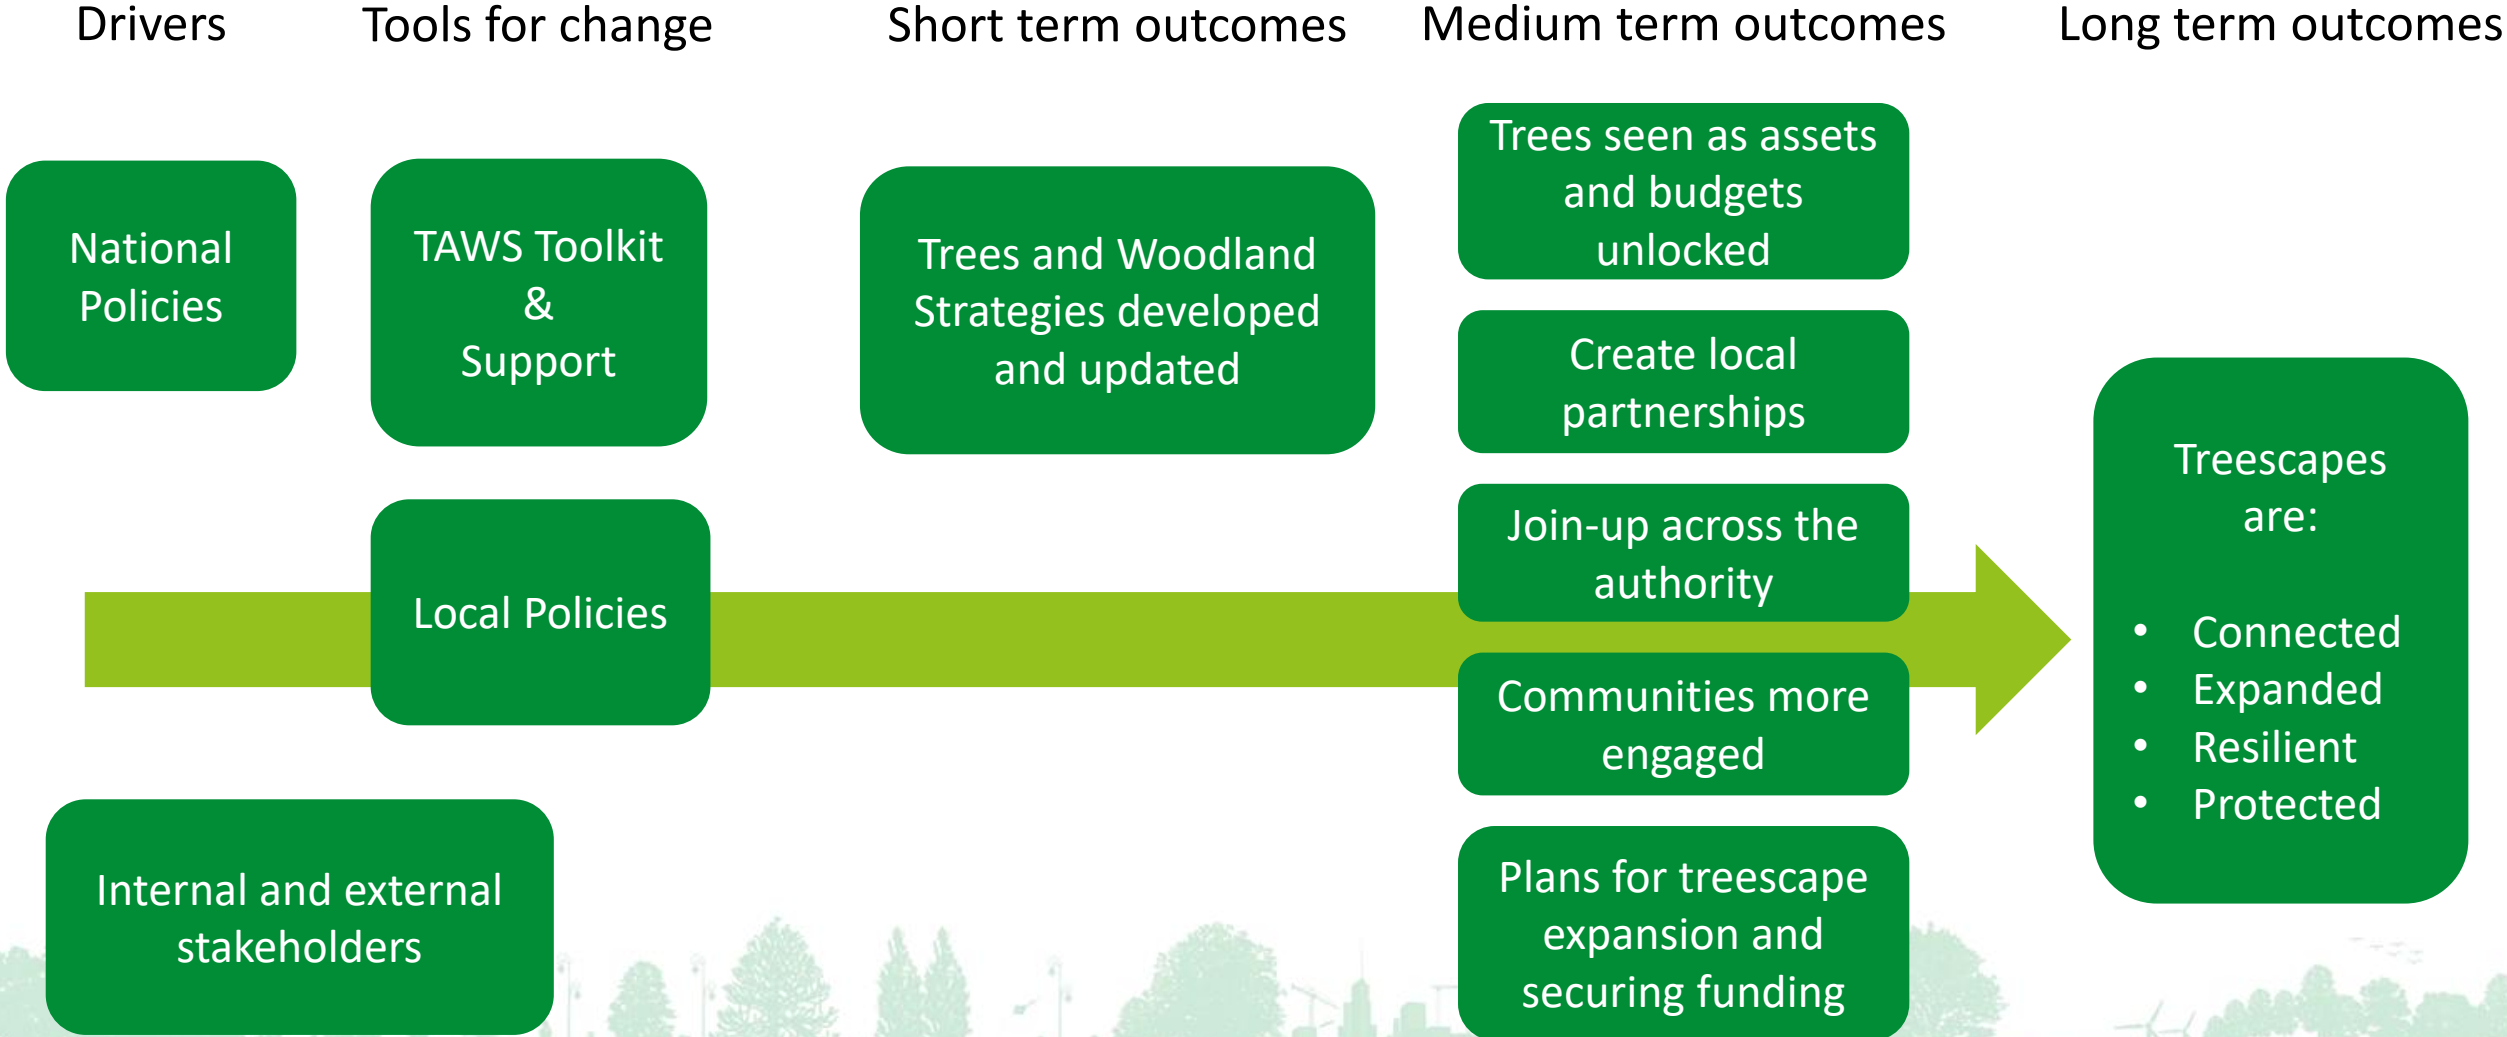 Drivers
Tools for change
Short term outcomes
Medium term outcomes
Long term outcomes
National
Policies
Internal and external
stakeholders
TAWS Toolkit
&
Support
Local Policies
Trees and Woodland
Strategies developed
and updated
Trees seen as assets
and budgets
unlocked
Create local
partnerships
Join-up across the
authority
Communities more
engaged
Plans for treescape
expansion and
securing funding
Treescapes
are:
• Connected
• Expanded
• Resilient
• Protected